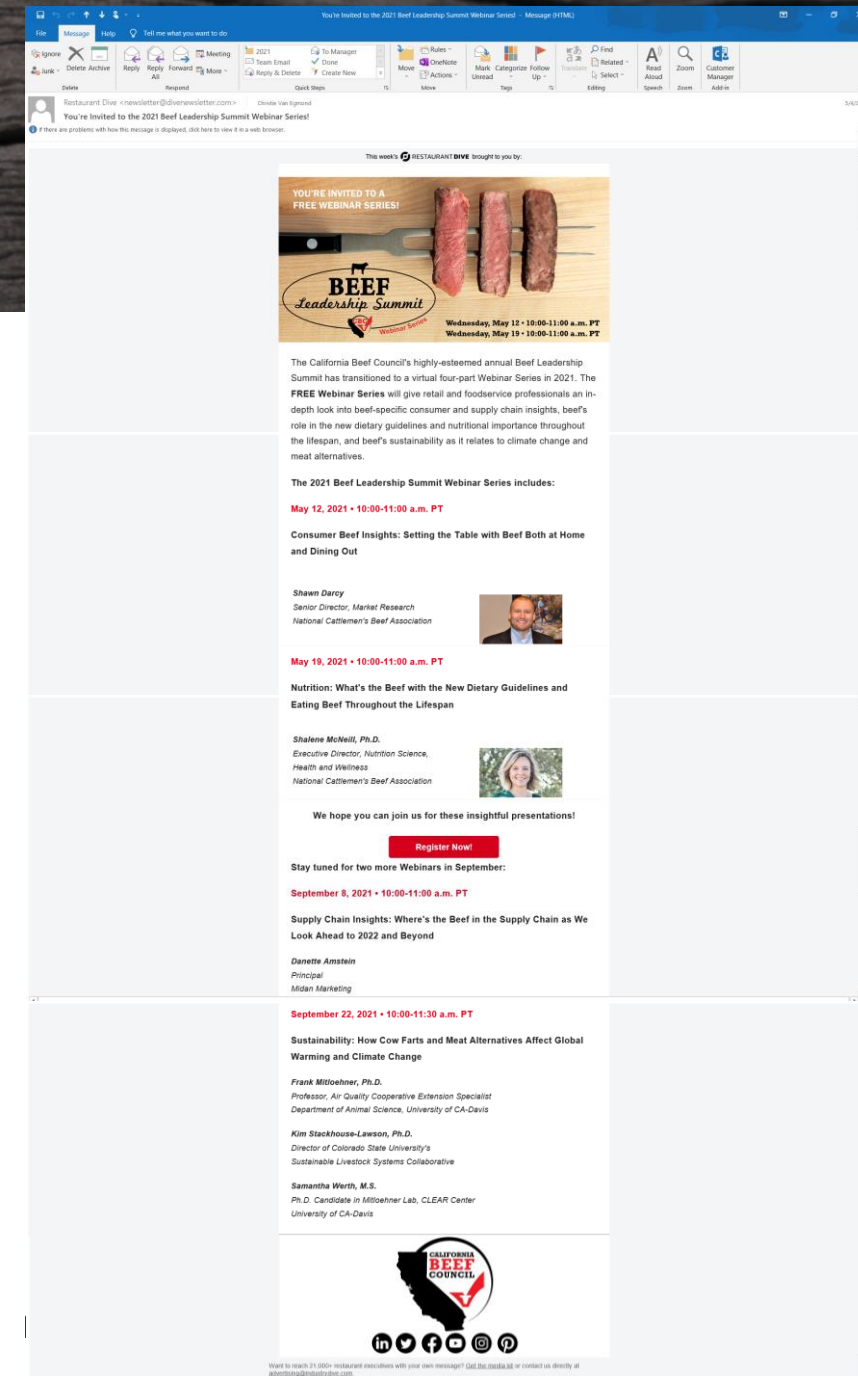 You're Invited to the 2021 Beef Leadership Summit Webinar Series! - Message (HTML)
File Message Help Tell me what you want to do
Ignore
Junk
Delete Archive
Reply Reply All Forward
Meeting
More
2021
Team Email
Reply & Delete
To Manager
Done
Create New
Move
Rules
OneNote
Actions
Mark Unread Categorize Follow Up
Translate
Find
Related
Select
Read Aloud
Zoom
Customer Manager
Delete Respond Quick Steps Move Tags Editing Speech Zoom Add-in
Restaurant Dive <newsletter@divenewsletter.com> Christie Van Egmond
You're Invited to the 2021 Beef Leadership Summit Webinar Series!
If there are problems with how this message is displayed, click here to view it in a web browser.
This week's RESTAURANT DIVE brought to you by:
YOU'RE INVITED TO A
FREE WEBINAR SERIES!
BEEF
Leadership Summit
CBC
Webinar Series
Wednesday, May 12 • 10:00-11:00 a.m. PT
Wednesday, May 19 • 10:00-11:00 a.m. PT
The California Beef Council's highly-esteemed annual Beef Leadership
Summit has transitioned to a virtual four-part Webinar Series in 2021. The
FREE Webinar Series will give retail and foodservice professionals an in-
depth look into beef-specific consumer and supply chain insights, beef's
role in the new dietary guidelines and nutritional importance throughout
the lifespan, and beef's sustainability as it relates to climate change and
meat alternatives.
The 2021 Beef Leadership Summit Webinar Series includes:
May 12, 2021 • 10:00-11:00 a.m. PT
Consumer Beef Insights: Setting the Table with Beef Both at Home
and Dining Out
Shawn Darcy
Senior Director, Market Research
National Cattlemen's Beef Association
May 19, 2021 • 10:00-11:00 a.m. PT
Nutrition: What's the Beef with the New Dietary Guidelines and
Eating Beef Throughout the Lifespan
Shalene McNeill, Ph.D.
Executive Director, Nutrition Science,
Health and Wellness
National Cattlemen's Beef Association
We hope you can join us for these insightful presentations!
Register Now!
Stay tuned for two more Webinars in September:
September 8, 2021 • 10:00-11:00 a.m. PT
Supply Chain Insights: Where's the Beef in the Supply Chain as We
Look Ahead to 2022 and Beyond
Danette Amstein
Principal
Midan Marketing
September 22, 2021 • 10:00-11:30 a.m. PT
Sustainability: How Cow Farts and Meat Alternatives Affect Global
Warming and Climate Change
Frank Mitloehner, Ph.D.
Professor, Air Quality Cooperative Extension Specialist
Department of Animal Science, University of CA-Davis
Kim Stackhouse-Lawson, Ph.D.
Director of Colorado State University's
Sustainable Livestock Systems Collaborative
Samantha Werth, M.S.
Ph.D. Candidate in Mitloehner Lab, CLEAR Center
University of CA-Davis
CALIFORNIA
BEEF
COUNCIL
Want to reach 21,000+ restaurant executives with your own message? Get the media kit or contact us directly at
advertising@industrydive.com.